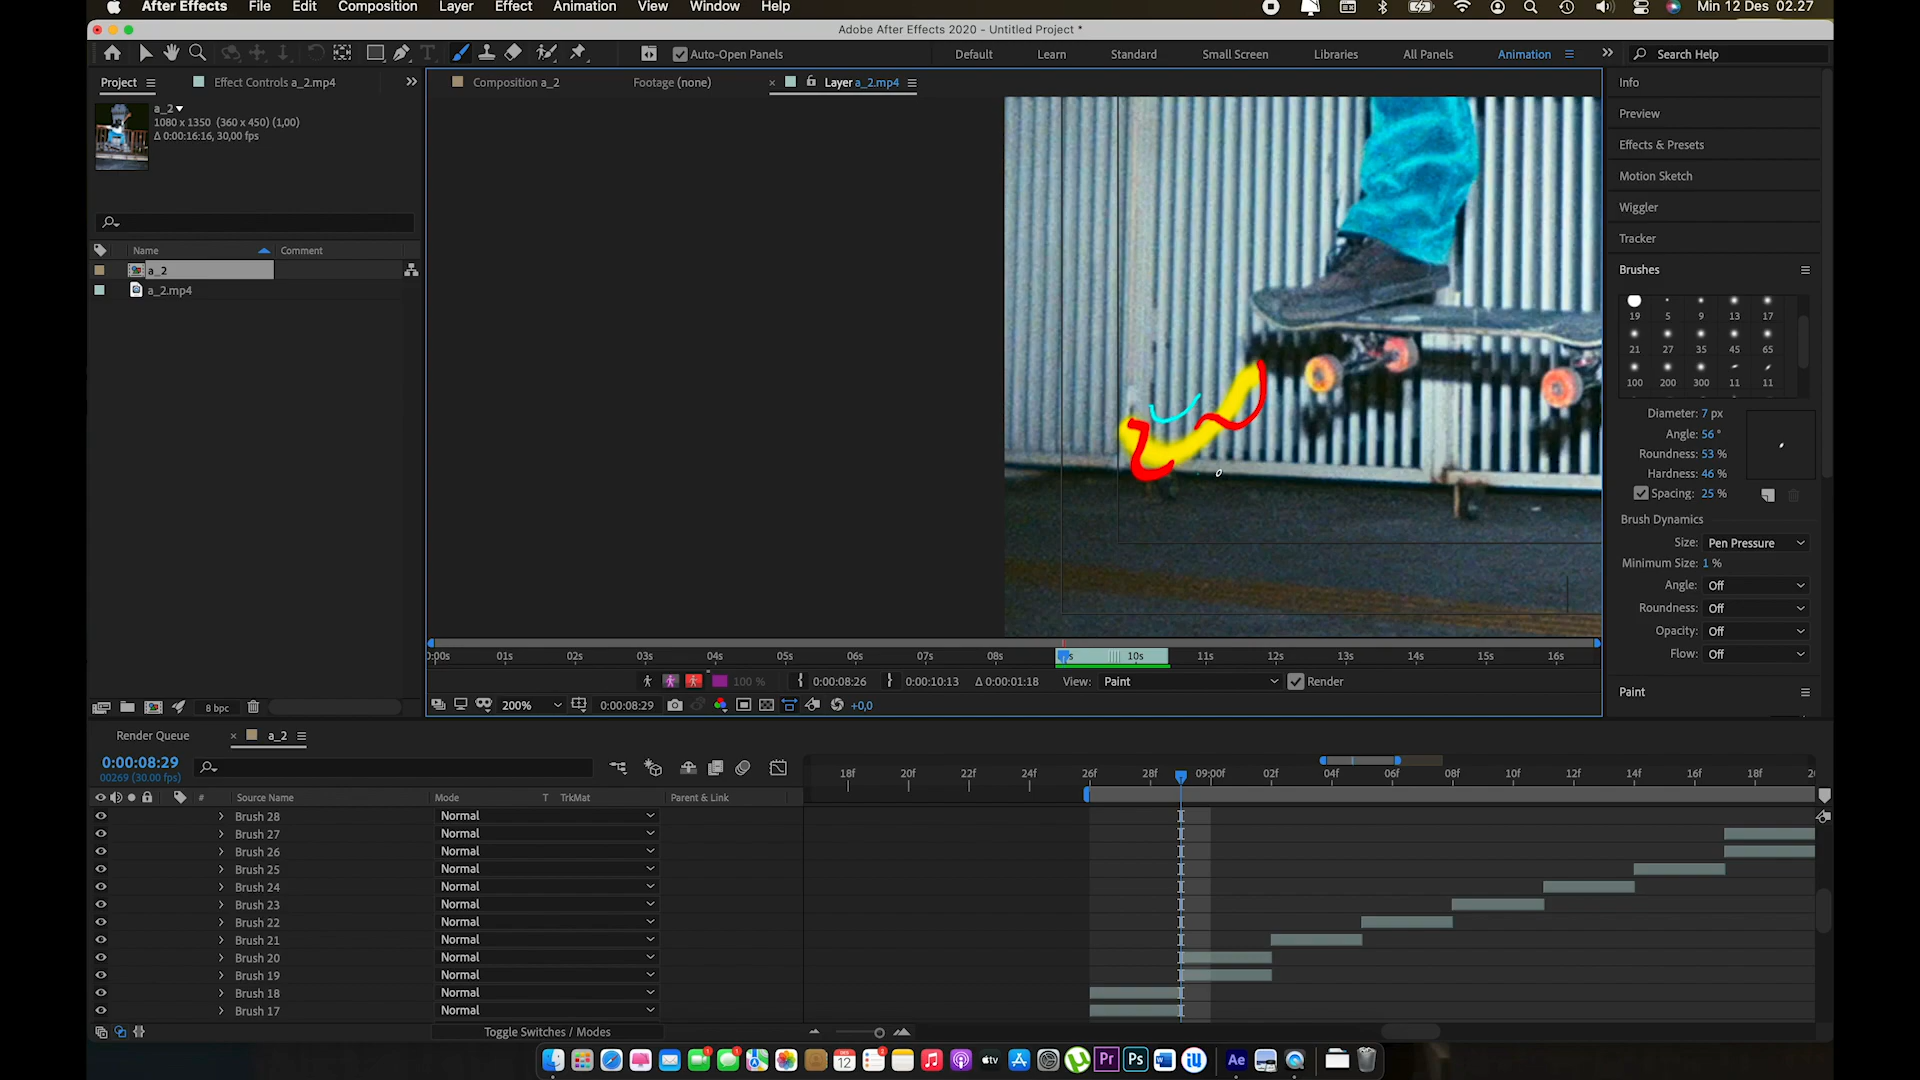 After Effects File Edit Composition Layer Effect Animation View Window Help Min 12 Des 02.27
Adobe After Effects 2020 - Untitled Project *
Auto-Open Panels Default Learn Standard Small Screen Libraries All Panels Animation Search Help
Project Effect Controls a_2.mp4 Composition a_2 Footage (none) Layer a_2.mp4 Info
a_2
1080 x 1350 (360 x 450) (1,00)
Δ 0:00:16:16, 30,00 fps
Preview
Effects & Presets
Motion Sketch
Wiggler
Tracker
Name Comment
a_2
a_2.mp4
Brushes
19 5 9 13 17
21 27 35 45 65
100 200 300 11 11
Diameter: 7 px
Angle: 56 °
Roundness: 53 %
Hardness: 46 %
Spacing: 25 %
Brush Dynamics
Size: Pen Pressure
Minimum Size: 1 %
Angle: Off
Roundness: Off
Opacity: Off
Flow: Off
Paint
01s 02s 03s 04s 05s 06s 07s 08s 10s 11s 12s 13s 14s 15s 16s
100 % 0:00:08:26 0:00:10:13 Δ 0:00:01:18 View: Paint Render
8 bpc 200% 0:00:08:29 +0,0
Render Queue a_2
0:00:08:29
00269 (30.00 fps)
18f 20f 22f 24f 26f 28f 09:00f 02f 04f 06f 08f 10f 12f 14f 16f 18f
# Source Name Mode T TrkMat Parent & Link
Brush 28 Normal
Brush 27 Normal
Brush 26 Normal
Brush 25 Normal
Brush 24 Normal
Brush 23 Normal
Brush 22 Normal
Brush 21 Normal
Brush 20 Normal
Brush 19 Normal
Brush 18 Normal
Brush 17 Normal
Toggle Switches / Modes
12 tv Pr Ps Ae